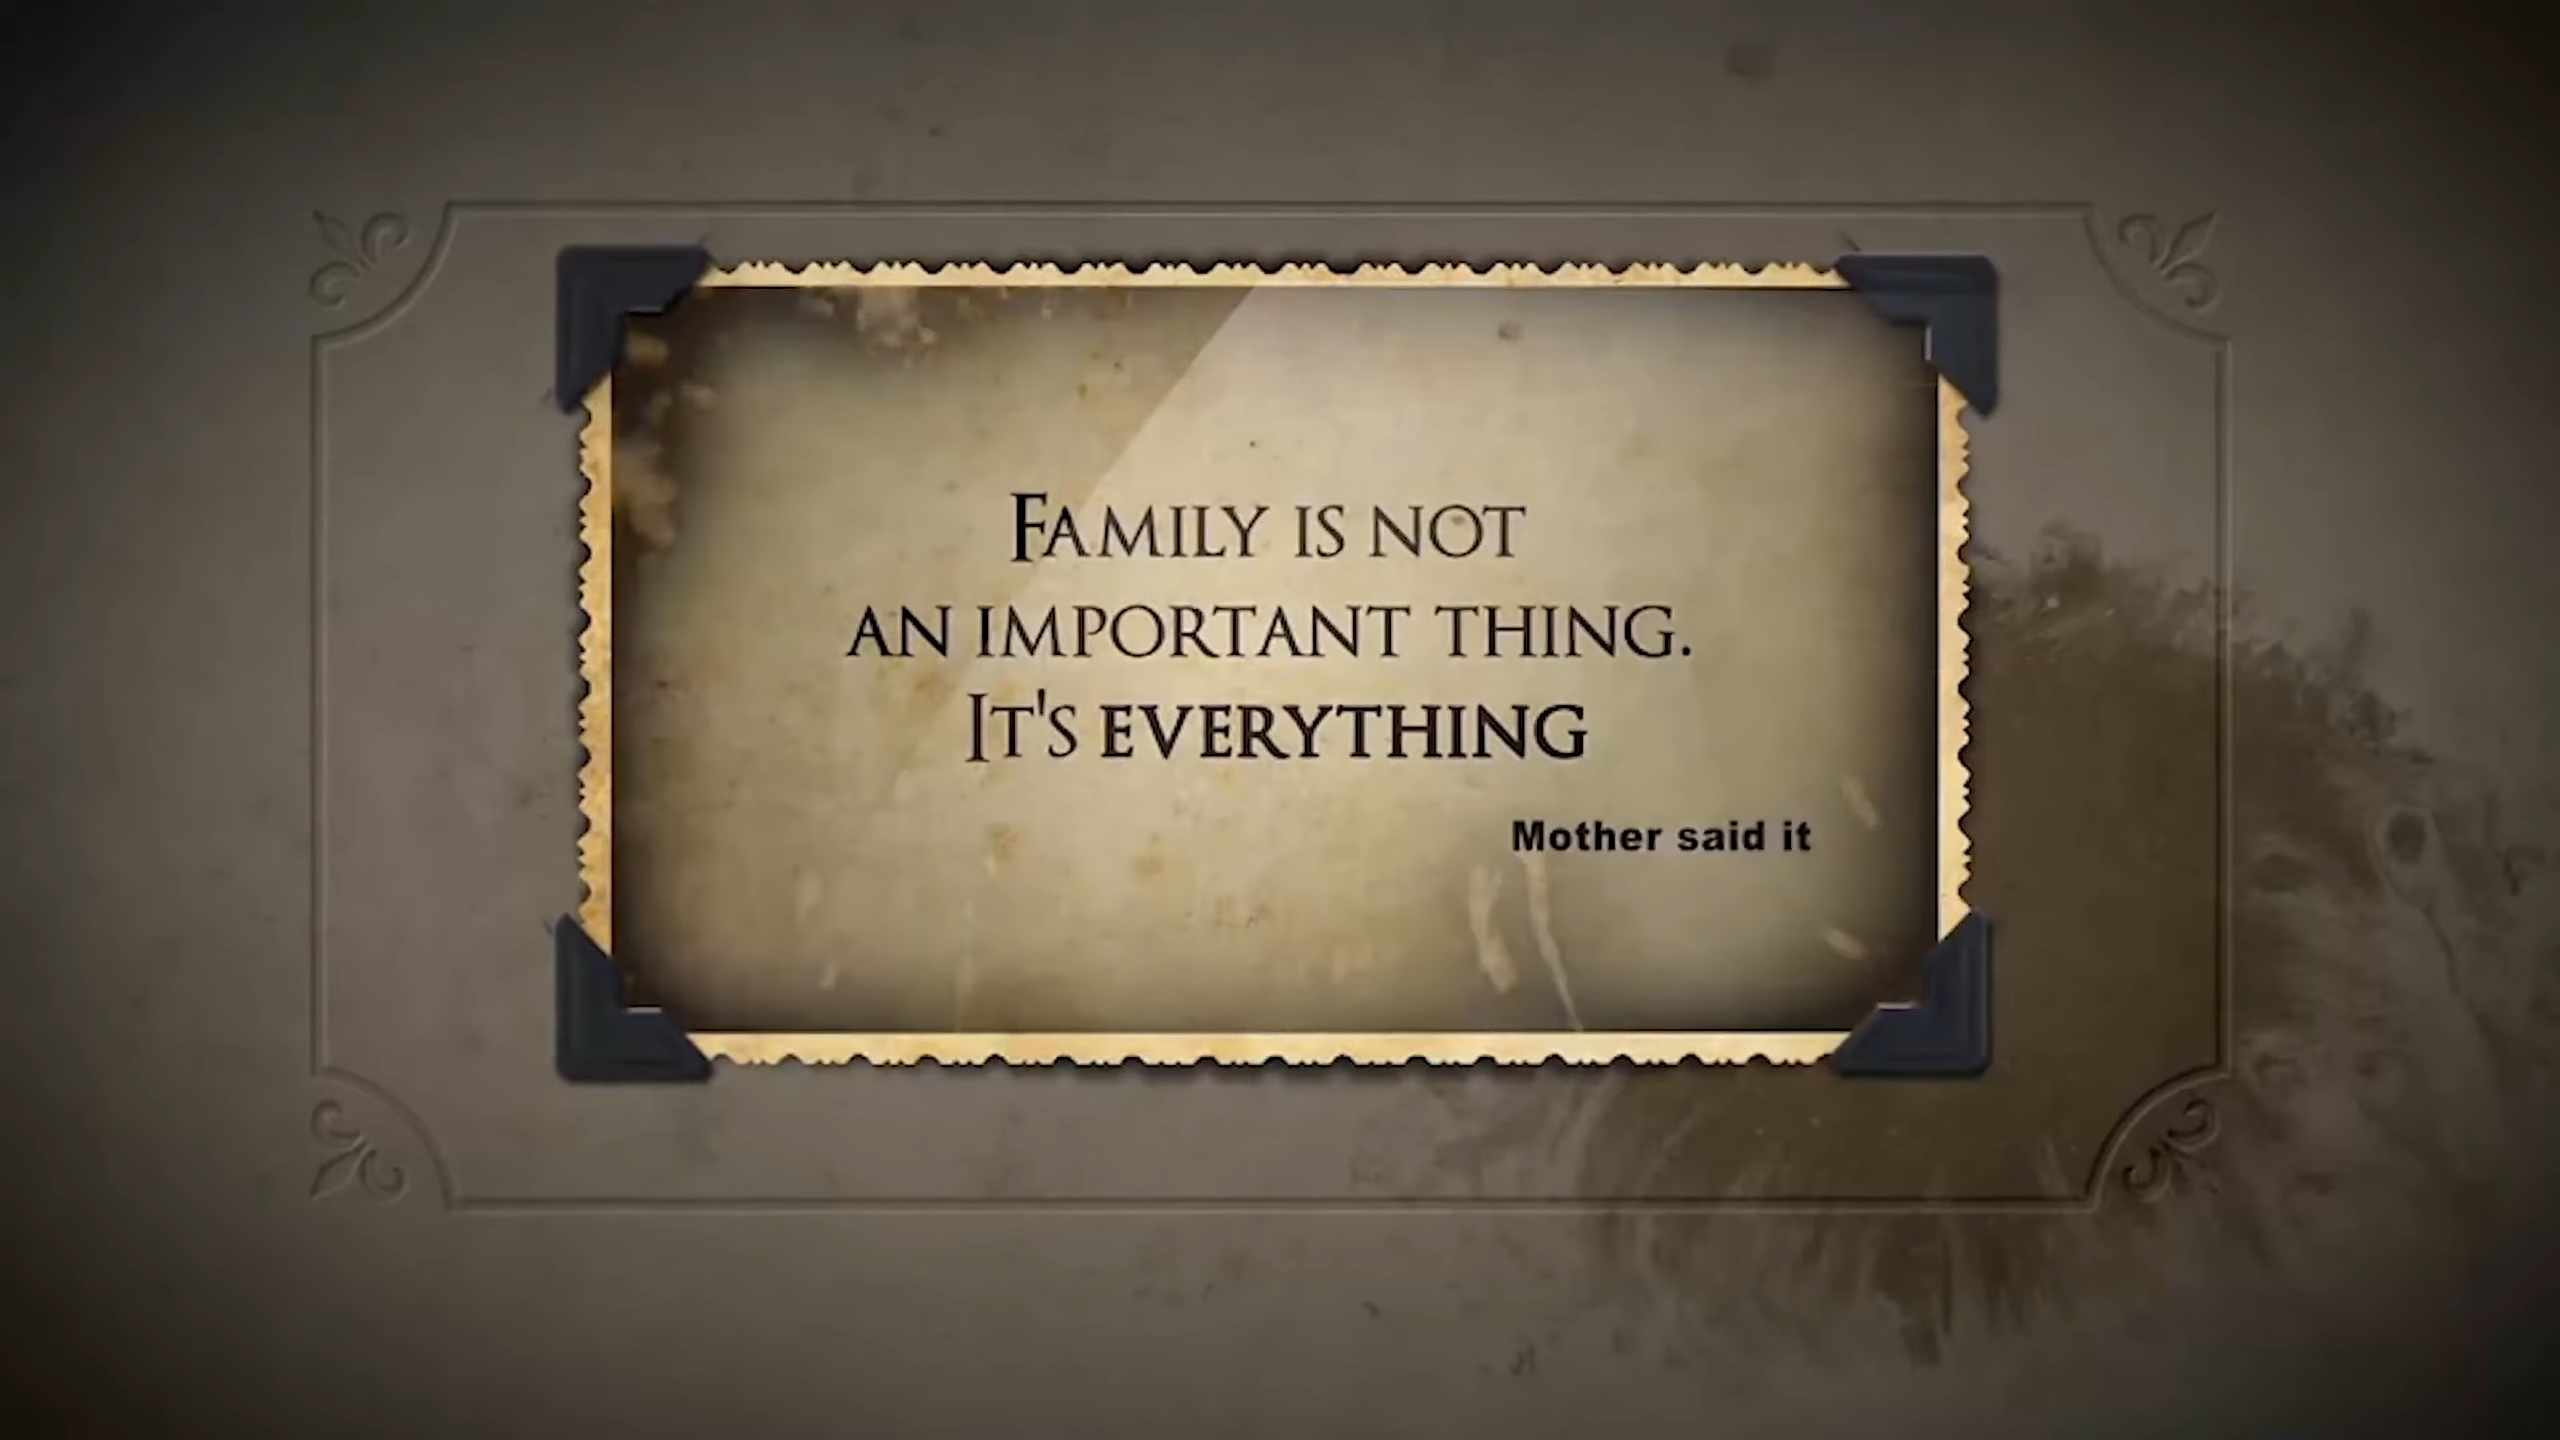 FAMILY IS NOT
AN IMPORTANT THING.
IT'S EVERYTHING
Mother said it